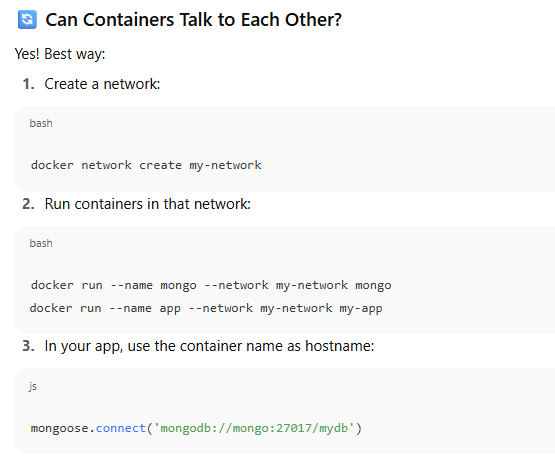 🔄 Can Containers Talk to Each Other?
Yes! Best way:
1. Create a network:
bash
docker network create my-network
2. Run containers in that network:
bash
docker run --name mongo --network my-network mongo
docker run --name app --network my-network my-app
3. In your app, use the container name as hostname:
js
mongoose.connect('mongodb://mongo:27017/mydb')